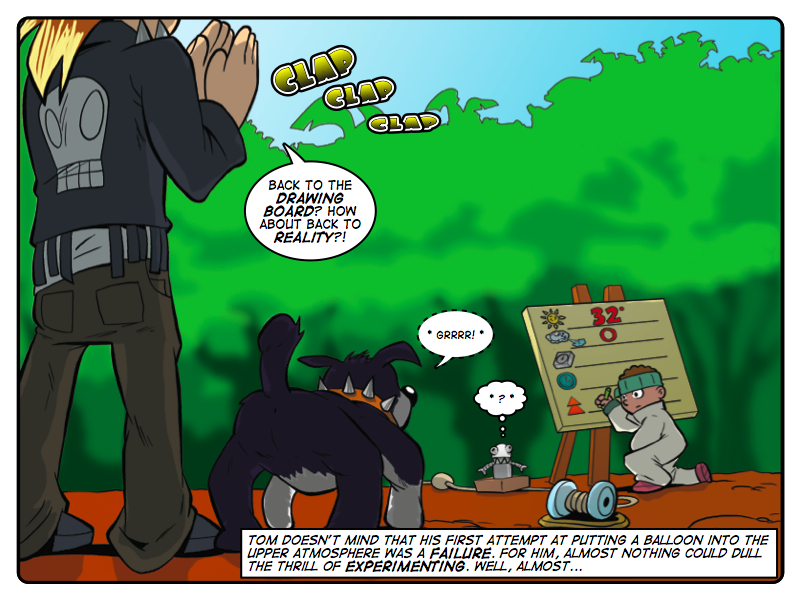 CLAP
CLAP
CLAP
BACK TO THE
DRAWING
BOARD? HOW
ABOUT BACK TO
REALITY?!
* GRRRR! *
* ? *
32°
0
TOM DOESN'T MIND THAT HIS FIRST ATTEMPT AT PUTTING A BALLOON INTO THE
UPPER ATMOSPHERE WAS A FAILURE. FOR HIM, ALMOST NOTHING COULD DULL
THE THRILL OF EXPERIMENTING. WELL, ALMOST...